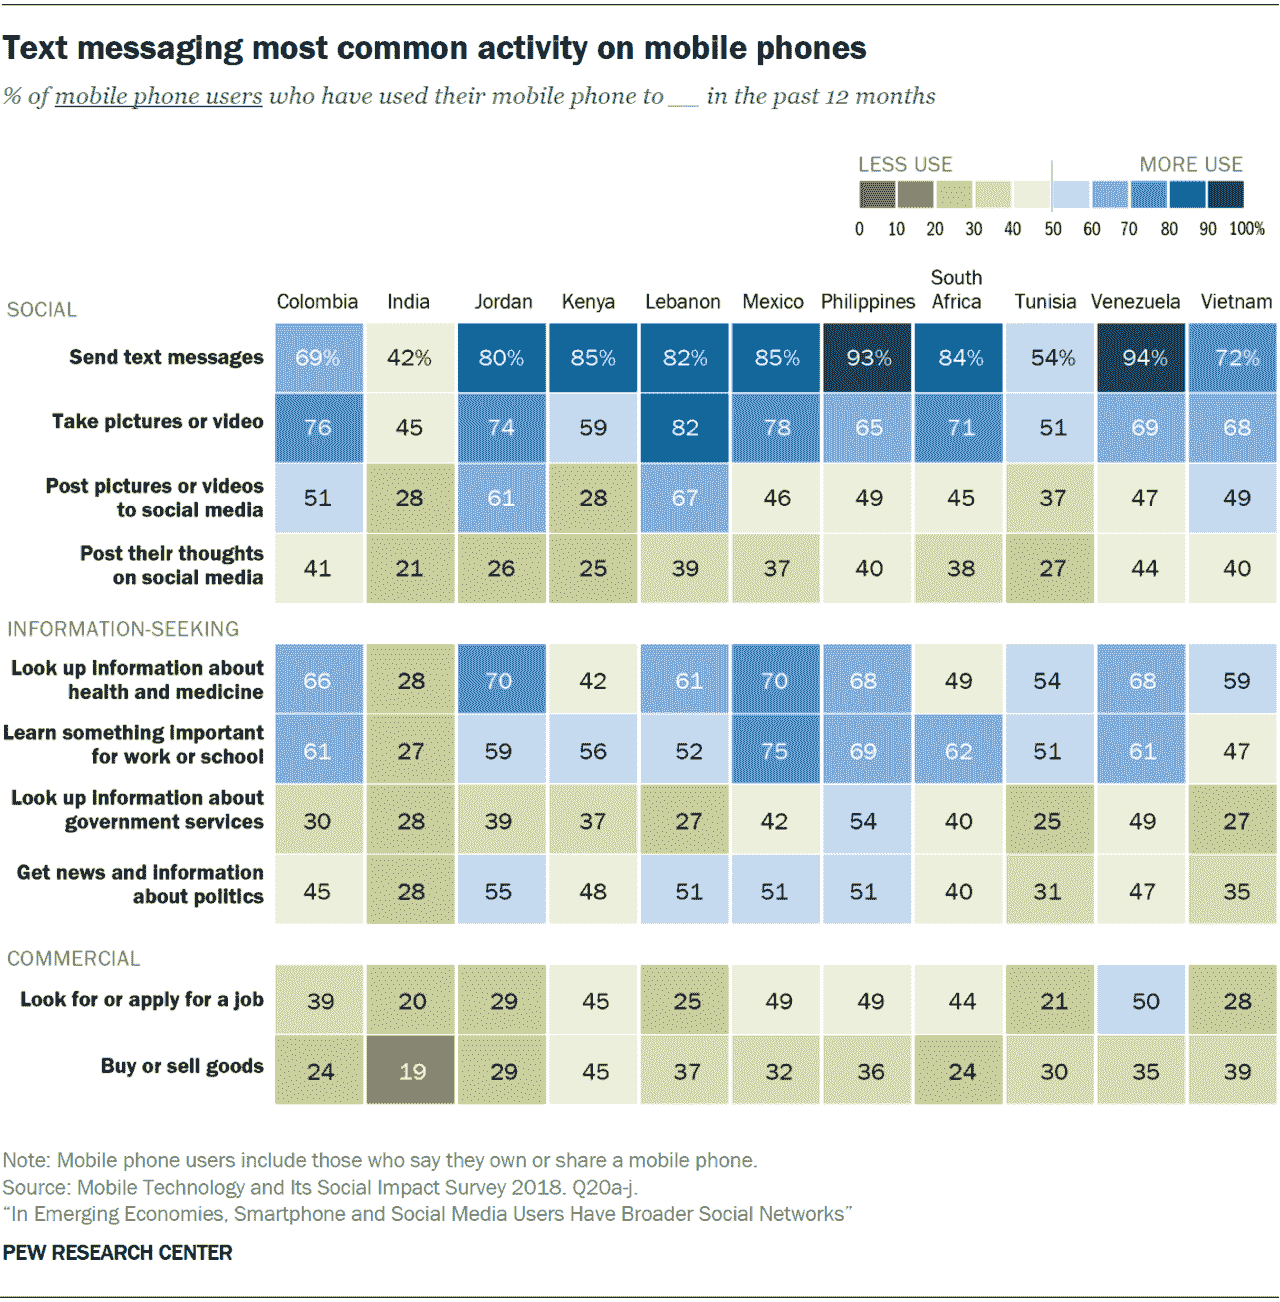 Text messaging most common activity on mobile phones
% of mobile phone users who have used their mobile phone to ___ in the past 12 months
LESS USE MORE USE
0 10 20 30 40 50 60 70 80 90 100%
SOCIAL Colombia India Jordan Kenya Lebanon Mexico Philippines South Africa Tunisia Venezuela Vietnam
Send text messages 69% 42% 80% 85% 82% 85% 93% 84% 54% 94% 72%
Take pictures or video 76 45 74 59 82 78 65 71 51 69 68
Post pictures or videos
to social media 51 28 61 28 67 46 49 45 37 47 49
Post their thoughts
on social media 41 21 26 25 39 37 40 38 27 44 40
INFORMATION-SEEKING
Look up information about
health and medicine 66 28 70 42 61 70 68 49 54 68 59
Learn something important
for work or school 61 27 59 56 52 75 69 62 51 61 47
Look up information about
government services 30 28 39 37 27 42 54 40 25 49 27
Get news and information
about politics 45 28 55 48 51 51 51 40 31 47 35
COMMERCIAL
Look for or apply for a job 39 20 29 45 25 49 49 44 21 50 28
Buy or sell goods 24 19 29 45 37 32 36 24 30 35 39
Note: Mobile phone users include those who say they own or share a mobile phone.
Source: Mobile Technology and Its Social Impact Survey 2018. Q20a-j.
“In Emerging Economies, Smartphone and Social Media Users Have Broader Social Networks”
PEW RESEARCH CENTER